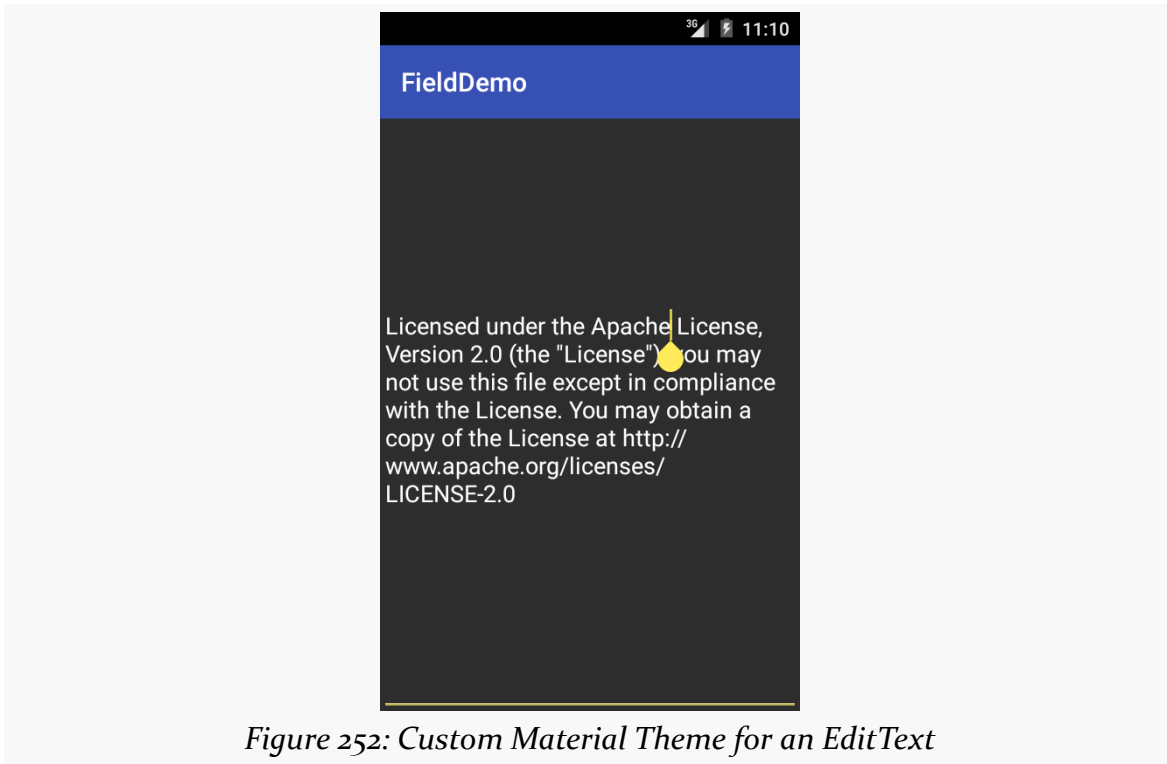 3G 11:10
FieldDemo
Licensed under the Apache License,
Version 2.0 (the "License") you may
not use this file except in compliance
with the License. You may obtain a
copy of the License at http://
www.apache.org/licenses/
LICENSE-2.0
Figure 252: Custom Material Theme for an EditText